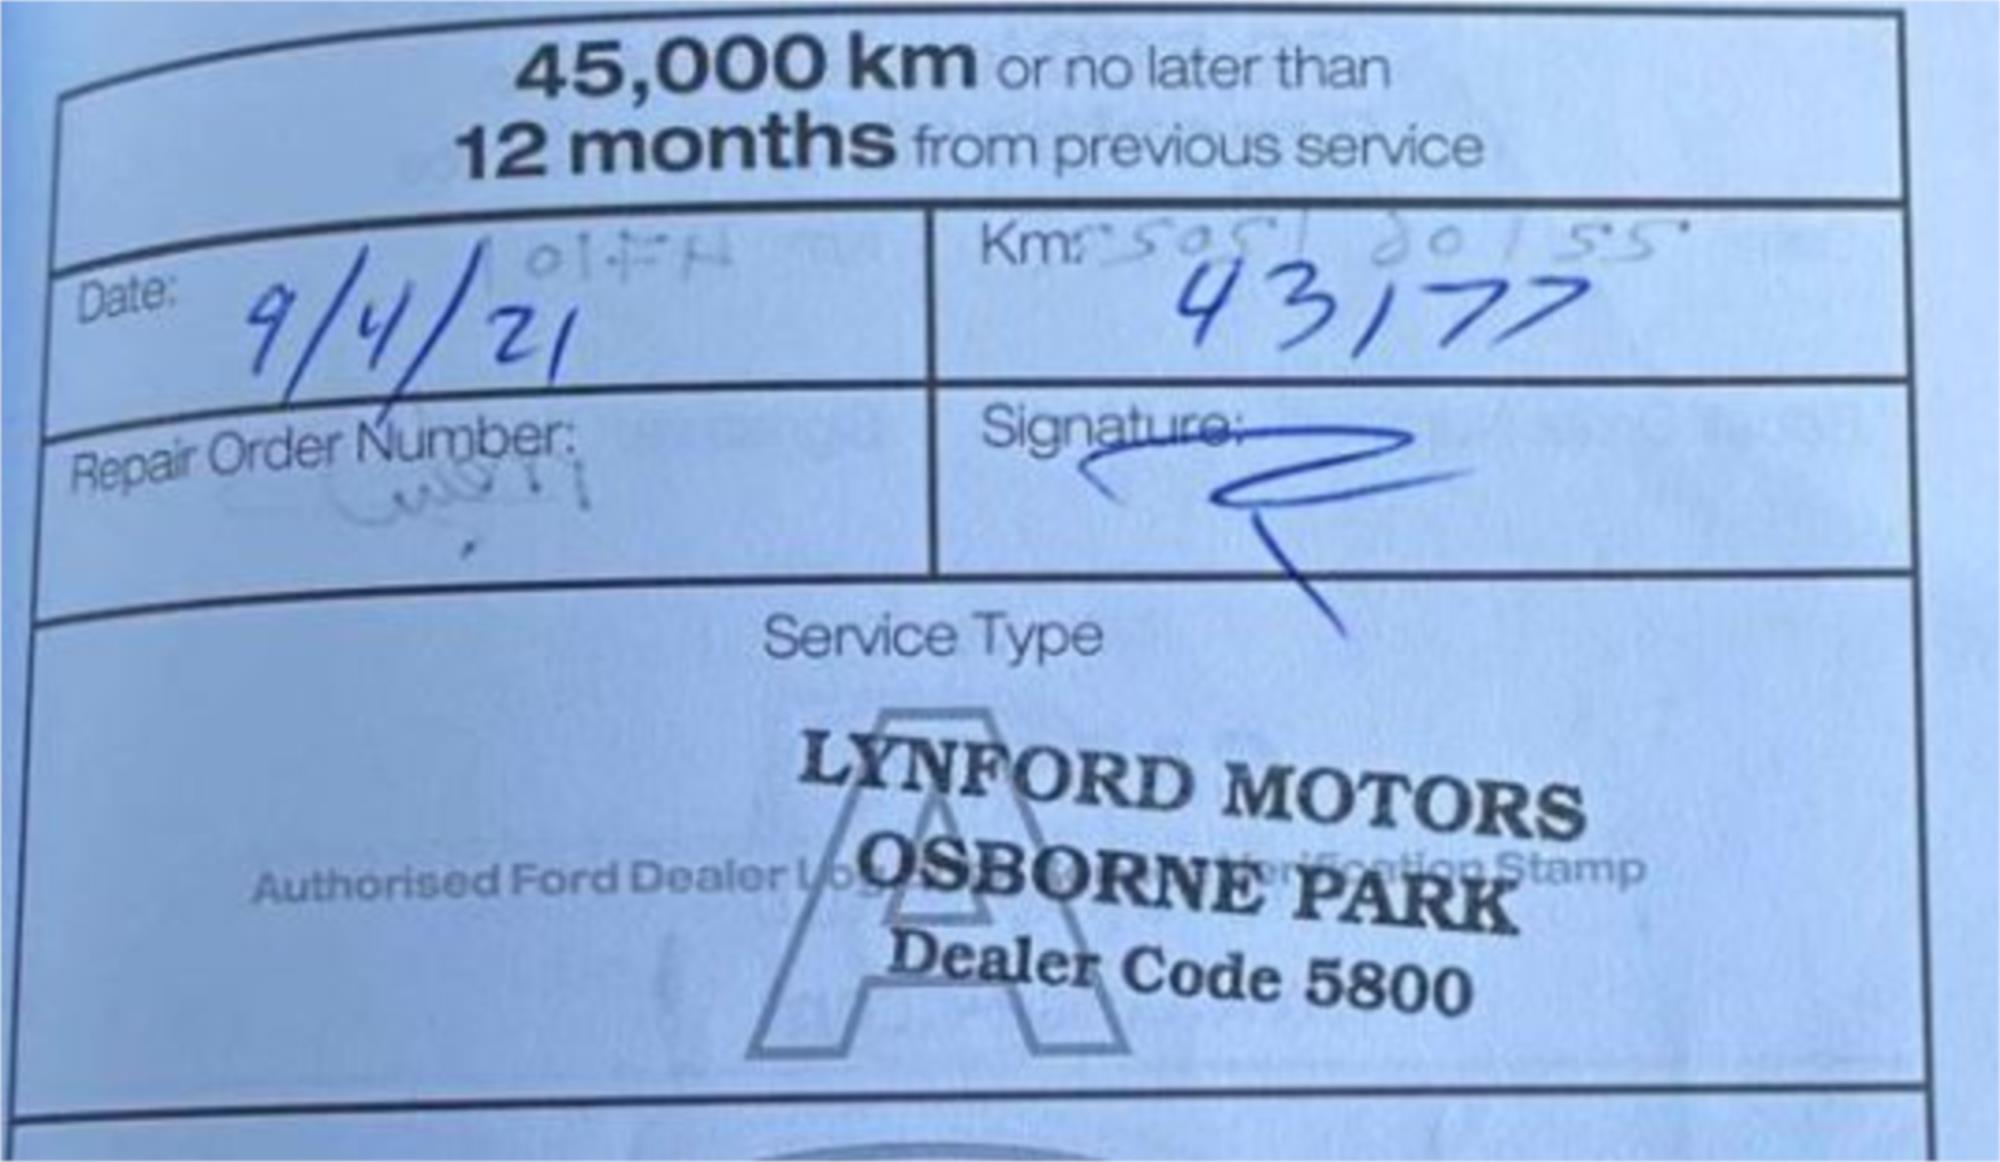 45,000 km or no later than
12 months from previous service
Date: 9/4/21
Km: 43177
Repair Order Number:
Signature:
Service Type
A
LYNFORD MOTORS
Authorised Ford Dealer Stamp
OSBORNE PARK
Dealer Code 5800